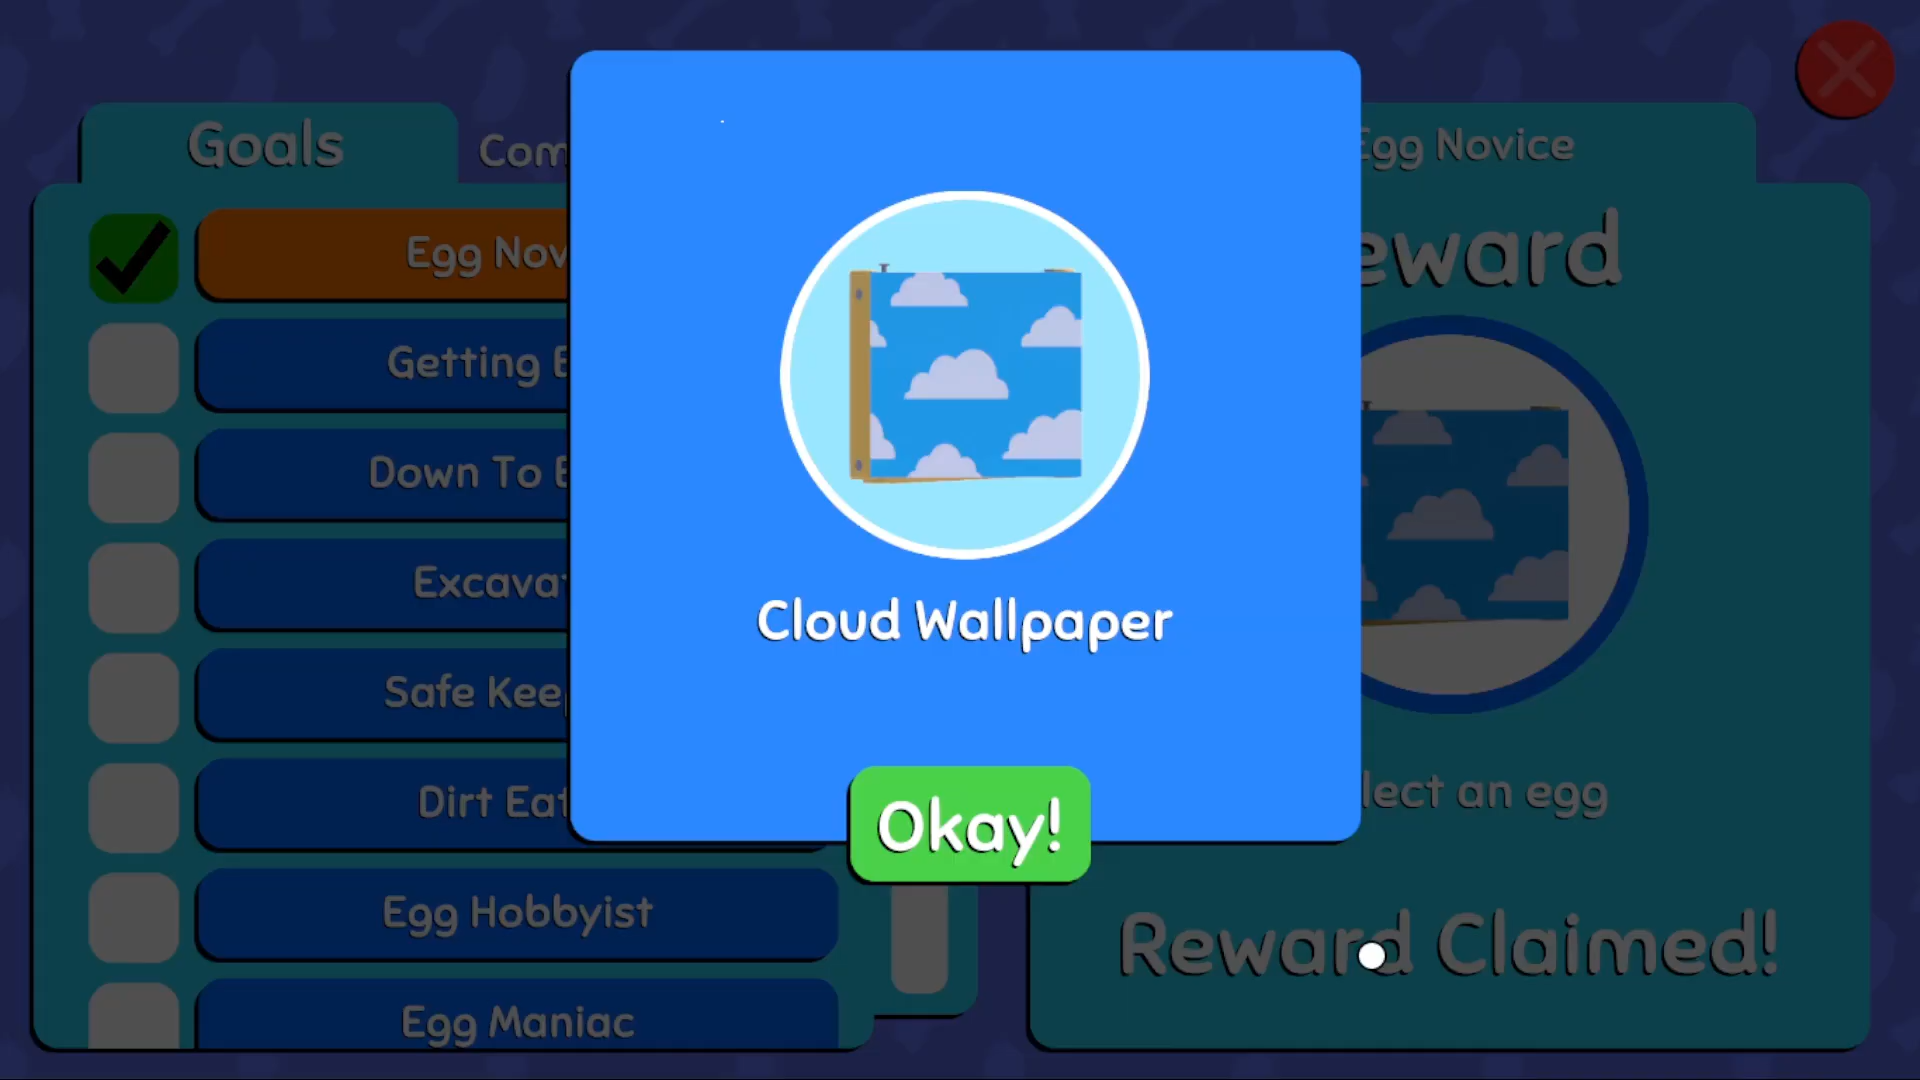 Goals
Com
Egg Novice
Egg Nov
Getting E
Down To E
Excava
Safe Kee
Dirt Eat
Egg Hobbyist
Egg Maniac
Cloud Wallpaper
Okay!
eward
lect an egg
Reward Claimed!